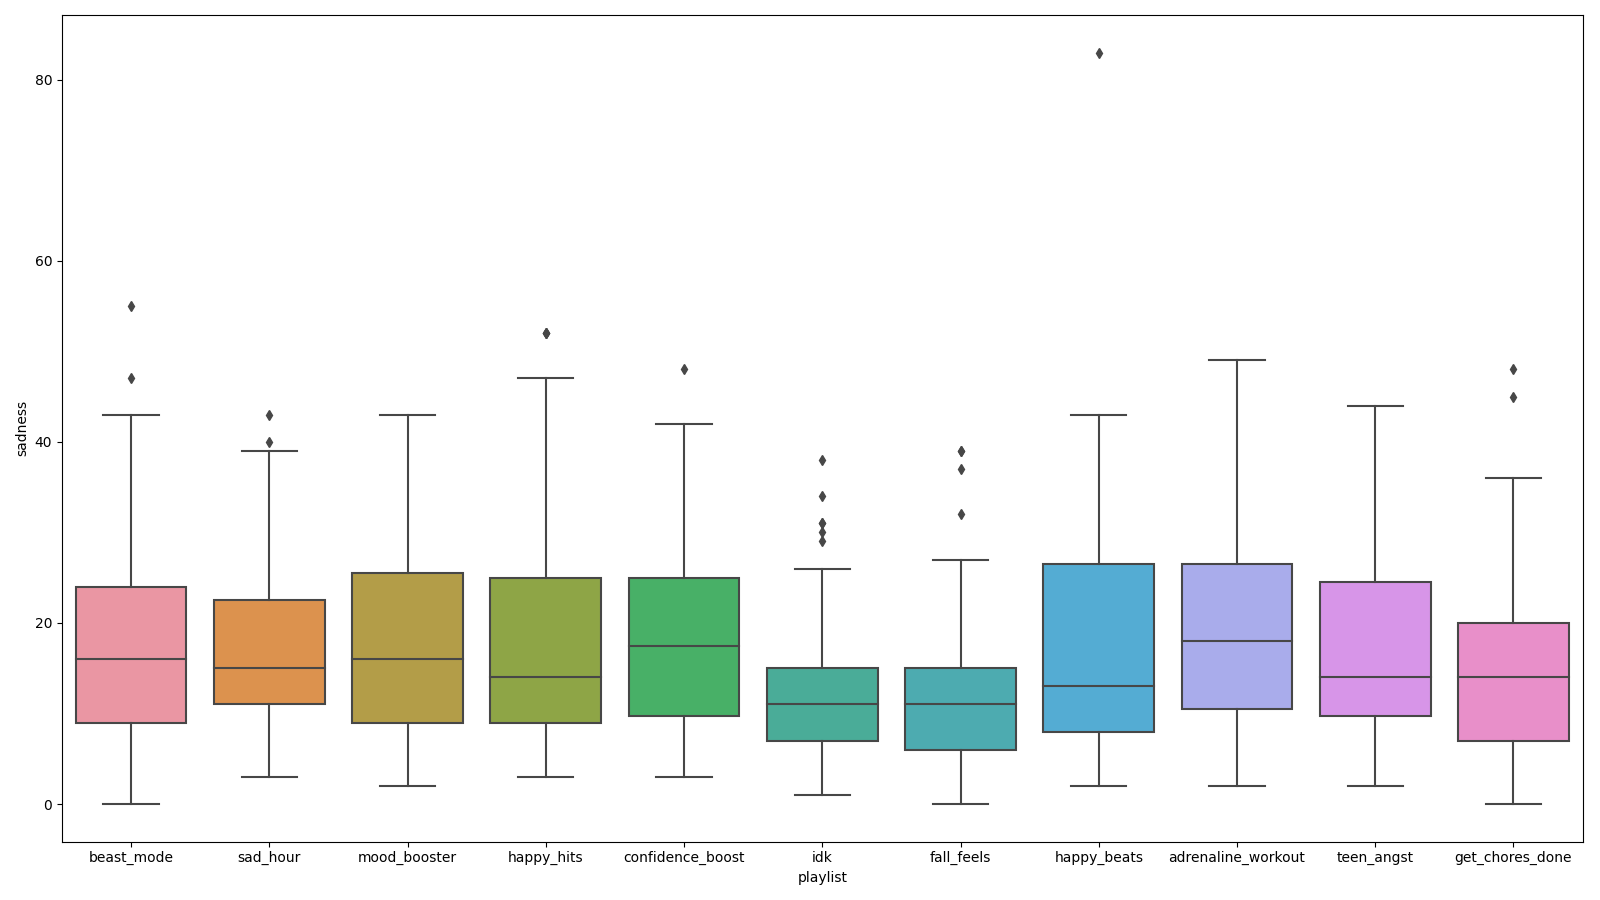 80
60
40
20
0
sadness
beast_mode sad_hour mood_booster happy_hits confidence_boost idk fall_feels happy_beats adrenaline_workout teen_angst get_chores_done
playlist